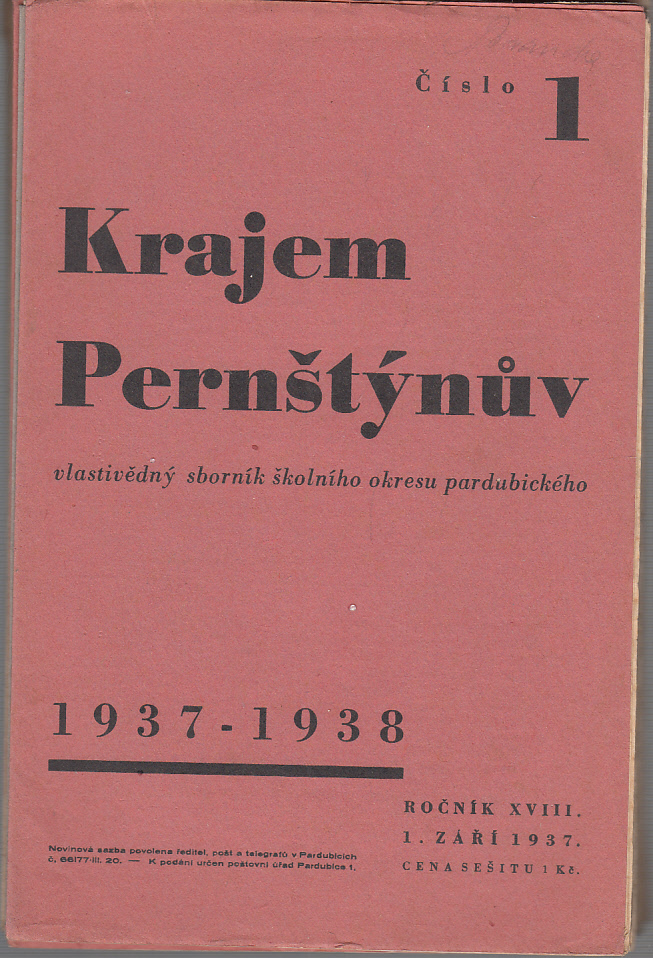 Číslo 1
Krajem
Pernštýnův
vlastivědný sborník školního okresu pardubického
1937-1938
ROČNÍK XVIII.
1. ZÁŘÍ 1937.
CENA SEŠITU 1 Kč.
Novinová sazba povolena ředitel. pošt a telegrafů v Pardubicích
č. 66177-III. 20. — K podání určen poštovní úřad Pardubice 1.